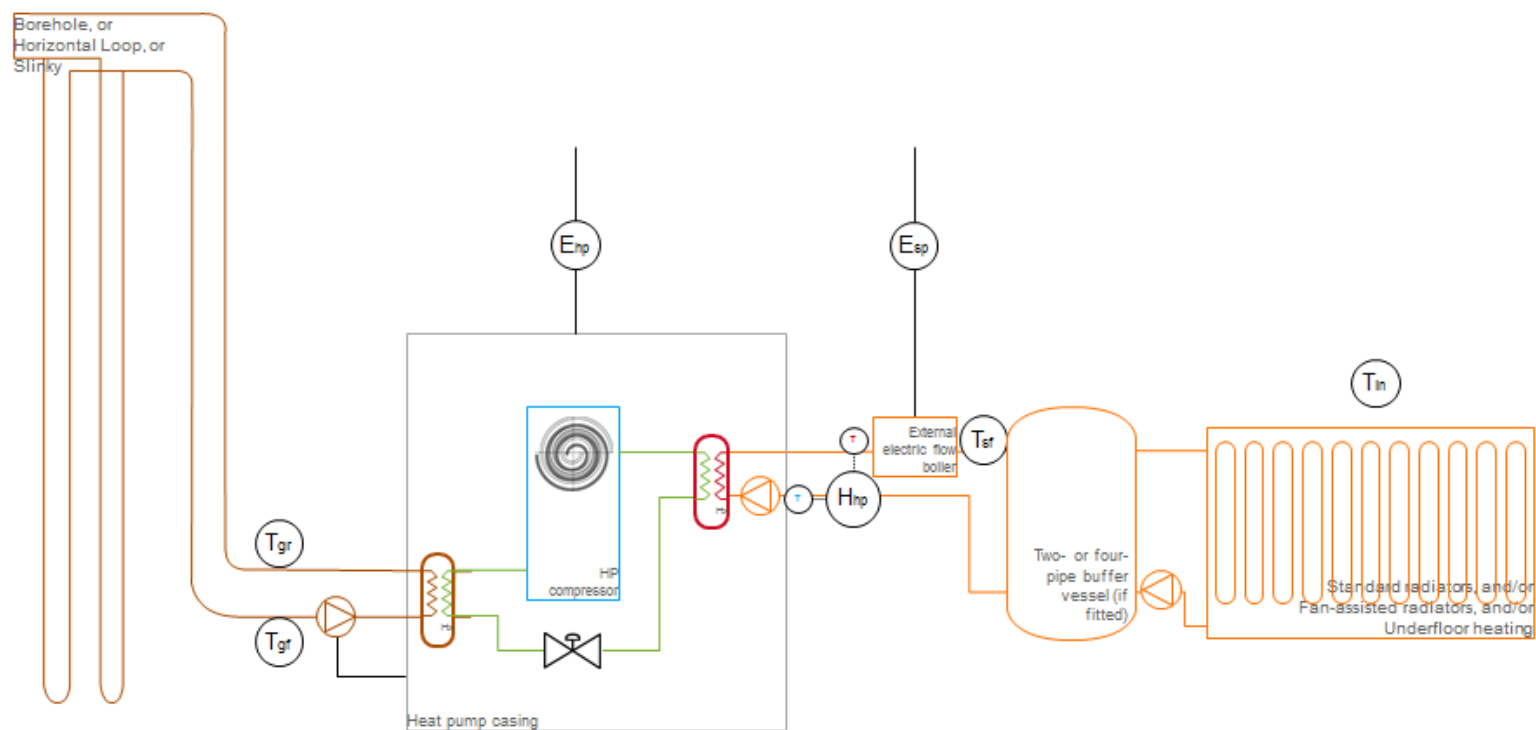 Borehole, or
Horizontal Loop, or
Slinky
Ehp
Esp
Tin
T
External
electric flow
boiler
Tsf
T
Hhp
Hx
Tgr
HP
compressor
Two- or four-
pipe buffer
vessel (if
fitted)
Standard radiators, and/or
Fan-assisted radiators, and/or
Underfloor heating
Hx
Tgf
Heat pump casing